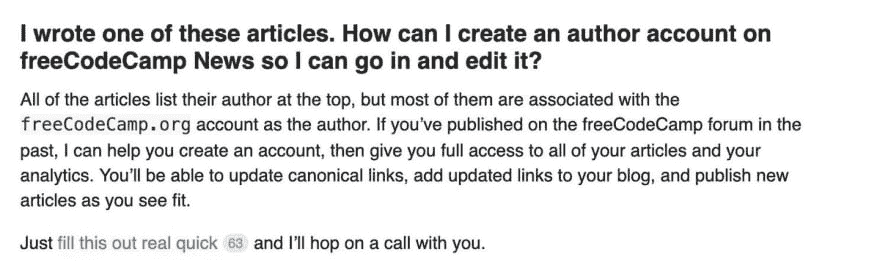 I wrote one of these articles. How can I create an author account on
freeCodeCamp News so I can go in and edit it?
All of the articles list their author at the top, but most of them are associated with the
freeCodeCamp.org account as the author. If you’ve published on the freeCodeCamp forum in the
past, I can help you create an account, then give you full access to all of your articles and your
analytics. You’ll be able to update canonical links, add updated links to your blog, and publish new
articles as you see fit.
Just fill this out real quick 63 and I’ll hop on a call with you.